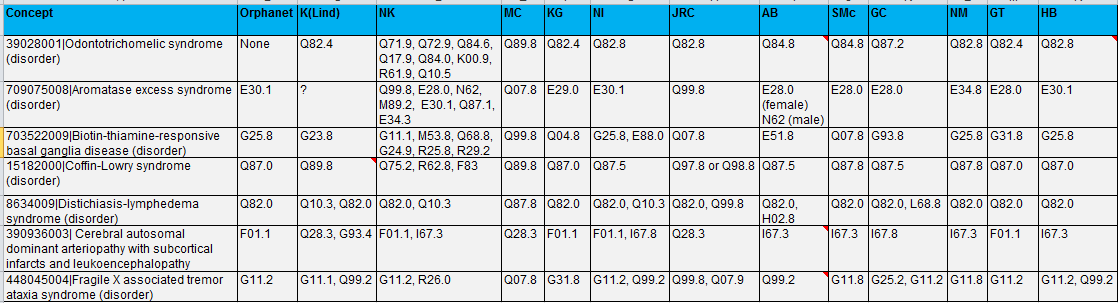 Concept Orphanet K(Lind) NK MC KG NI JRC AB SMc GC NM GT HB
39028001|Odontotrichomelic syndrome (disorder) None Q82.4 Q71.9, Q72.9, Q84.6, Q17.9, Q84.0, K00.9, R61.9, Q10.5 Q89.8 Q82.4 Q82.8 Q82.8 Q84.8 Q84.8 Q87.2 Q82.8 Q82.4 Q82.8
709075008|Aromatase excess syndrome (disorder) E30.1 ? Q99.8, E28.0, N62, M89.2, E30.1, Q87.1, E34.3 Q07.8 E29.0 E30.1 Q99.8 E28.0 (female) N62 (male) E28.0 E28.0 E34.8 E28.0 E30.1
703522009|Biotin-thiamine-responsive basal ganglia disease (disorder) G25.8 G23.8 G11.1, M53.8, Q68.8, G24.9, R25.8, R29.2 Q99.8 Q04.8 G25.8, E88.0 Q07.8 E51.8 Q07.8 G93.8 G25.8 G31.8 G25.8
15182000|Coffin-Lowry syndrome (disorder) Q87.0 Q89.8 Q75.2, R62.8, F83 Q89.8 Q87.0 Q87.5 Q97.8 or Q98.8 Q87.5 Q87.8 Q87.5 Q87.8 Q87.0 Q87.0
8634009|Distichiasis-lymphedema syndrome (disorder) Q82.0 Q10.3, Q82.0 Q82.0, Q10.3 Q87.8 Q82.0 Q82.0, Q10.3 Q82.0, Q99.8 Q82.0, H02.8 Q82.0 Q82.0, L68.8 Q82.0 Q82.0 Q82.0
390936003| Cerebral autosomal dominant arteriopathy with subcortical infarcts and leukoencephalopathy F01.1 Q28.3, G93.4 F01.1, I67.3 Q28.3 F01.1 F01.1, I67.8 Q28.3 I67.3 I67.3 I67.8 I67.3 F01.1 I67.3
448045004|Fragile X associated tremor ataxia syndrome (disorder) G11.2 G11.1, Q99.2 G11.2, R26.0 Q07.8 G31.8 G11.2, Q99.2 Q99.8, Q07.9 Q99.2 G11.8 G25.2, G11.2 G11.8 G11.2 G11.2, Q99.2